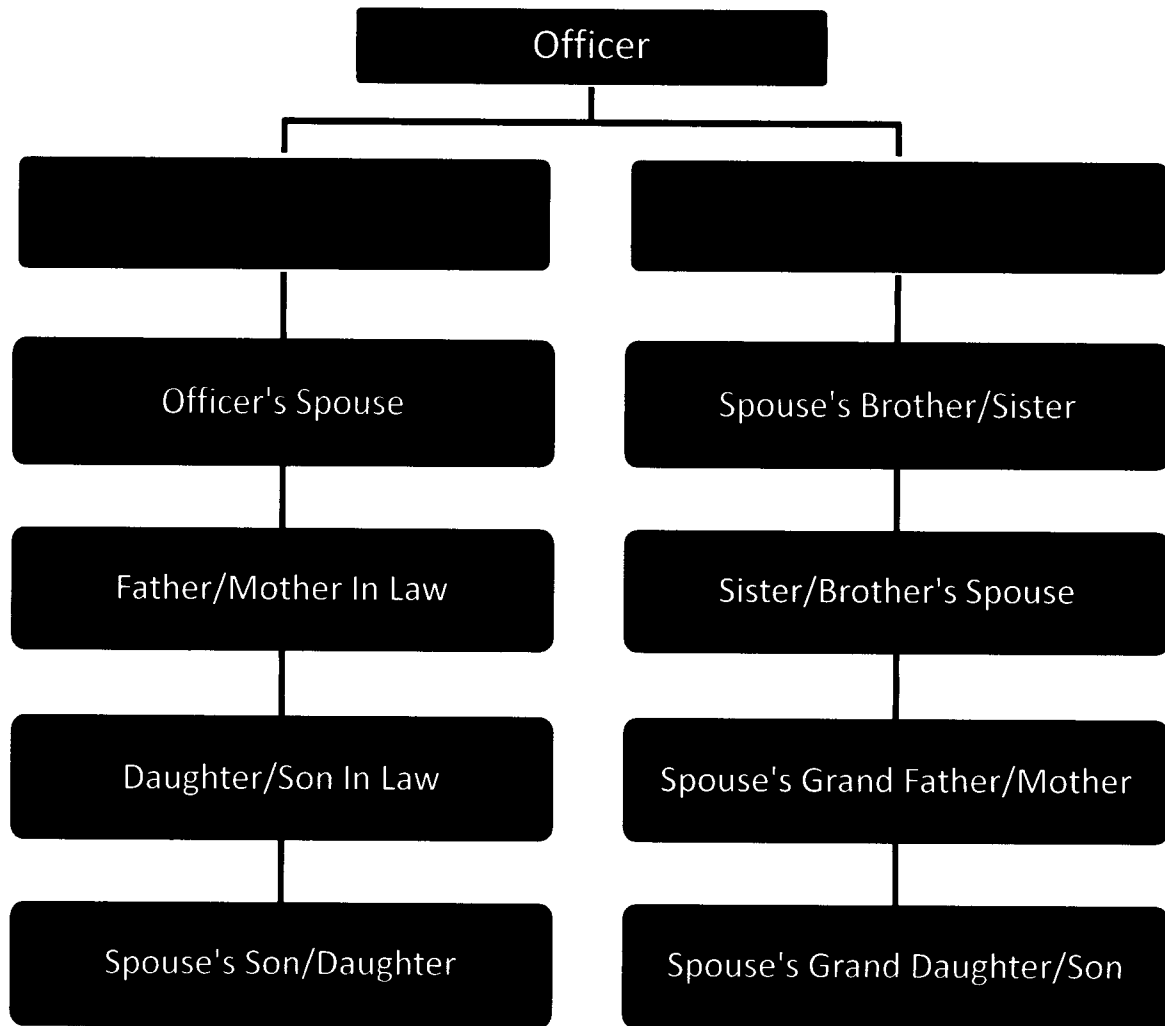 Officer
Officer's Spouse
Father/Mother In Law
Daughter/Son In Law
Spouse's Son/Daughter
Spouse's Brother/Sister
Sister/Brother's Spouse
Spouse's Grand Father/Mother
Spouse's Grand Daughter/Son